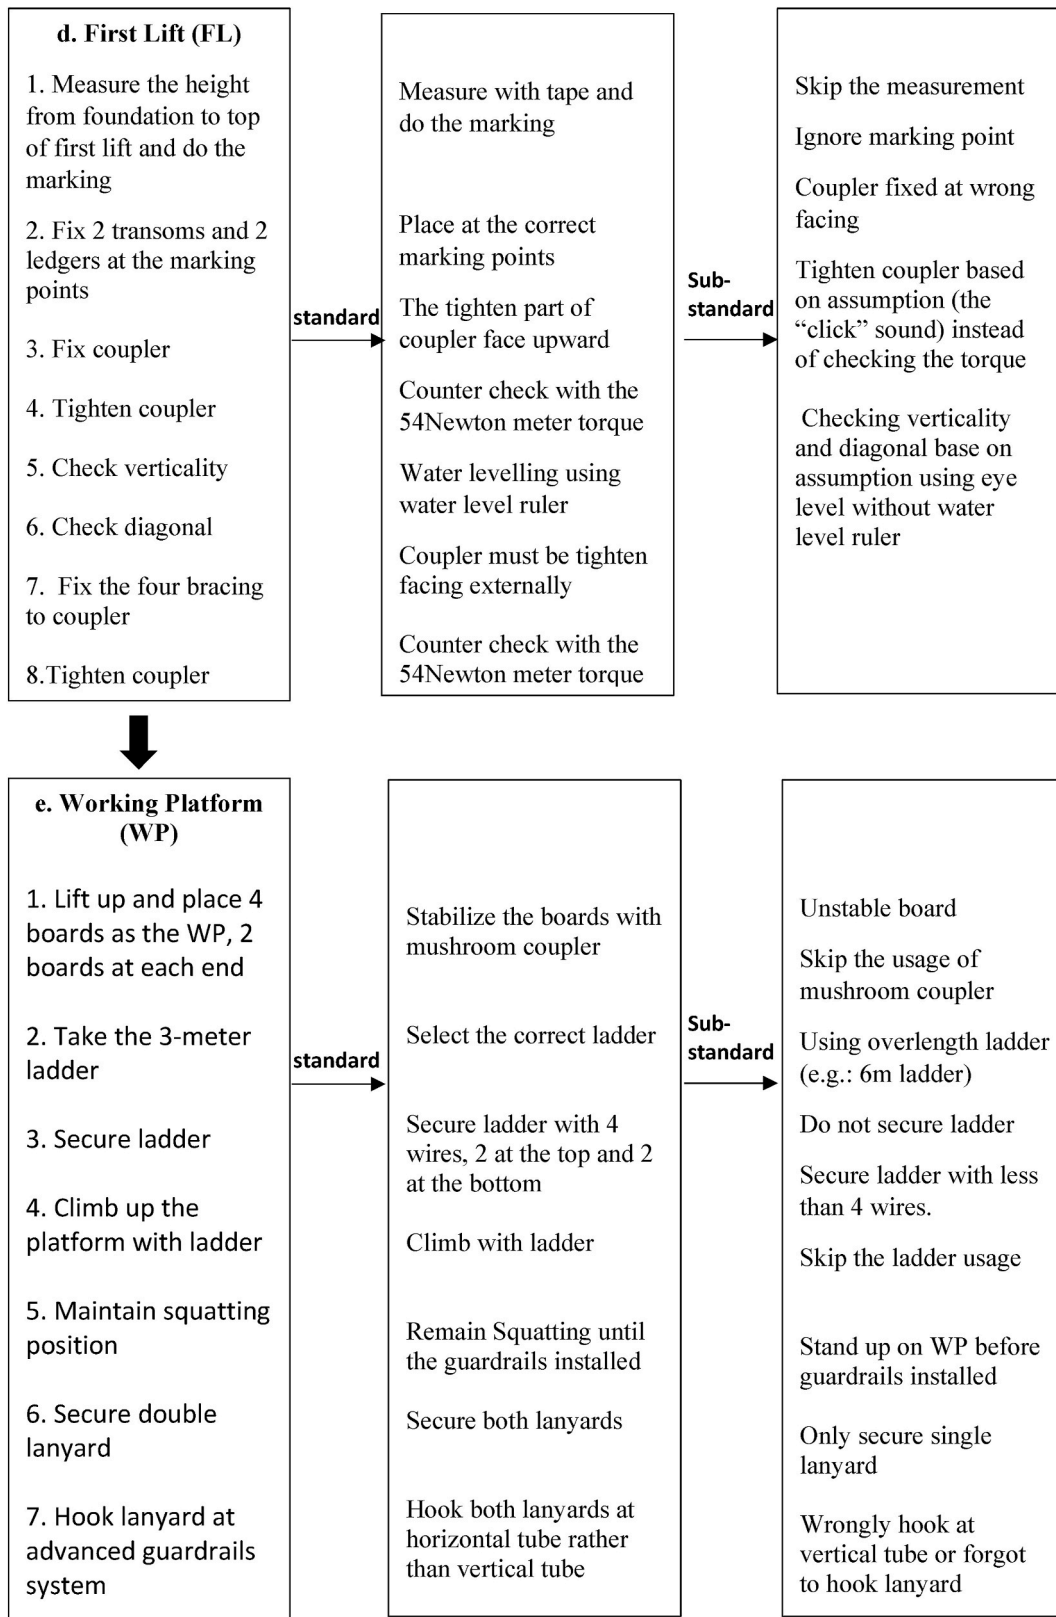 d. First Lift (FL)
1. Measure the height
from foundation to top
of first lift and do the
marking
2. Fix 2 transoms and 2
ledgers at the marking
points
3. Fix coupler
4. Tighten coupler
5. Check verticality
6. Check diagonal
7. Fix the four bracing
to coupler
8.Tighten coupler
standard
Measure with tape and
do the marking
Place at the correct
marking points
The tighten part of
coupler face upward
Counter check with the
54Newton meter torque
Water levelling using
water level ruler
Coupler must be tighten
facing externally
Counter check with the
54Newton meter torque
Sub-
standard
Skip the measurement
Ignore marking point
Coupler fixed at wrong
facing
Tighten coupler based
on assumption (the
“click” sound) instead
of checking the torque
Checking verticality
and diagonal base on
assumption using eye
level without water
level ruler
e. Working Platform
(WP)
1. Lift up and place 4
boards as the WP, 2
boards at each end
2. Take the 3-meter
ladder
3. Secure ladder
4. Climb up the
platform with ladder
5. Maintain squatting
position
6. Secure double
lanyard
7. Hook lanyard at
advanced guardrails
system
standard
Stabilize the boards with
mushroom coupler
Select the correct ladder
Secure ladder with 4
wires, 2 at the top and 2
at the bottom
Climb with ladder
Remain Squatting until
the guardrails installed
Secure both lanyards
Hook both lanyards at
horizontal tube rather
than vertical tube
Sub-
standard
Unstable board
Skip the usage of
mushroom coupler
Using overlength ladder
(e.g.: 6m ladder)
Do not secure ladder
Secure ladder with less
than 4 wires.
Skip the ladder usage
Stand up on WP before
guardrails installed
Only secure single
lanyard
Wrongly hook at
vertical tube or forgot
to hook lanyard